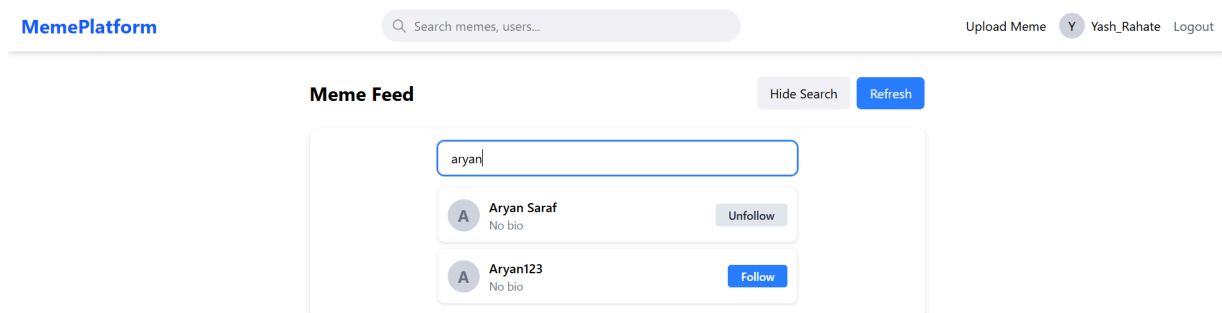 MemePlatform Search memes, users... Upload Meme Y Yash_Rahate Logout
Meme Feed Hide Search Refresh
aryan
A Aryan Saraf Unfollow
No bio
A Aryan123 Follow
No bio